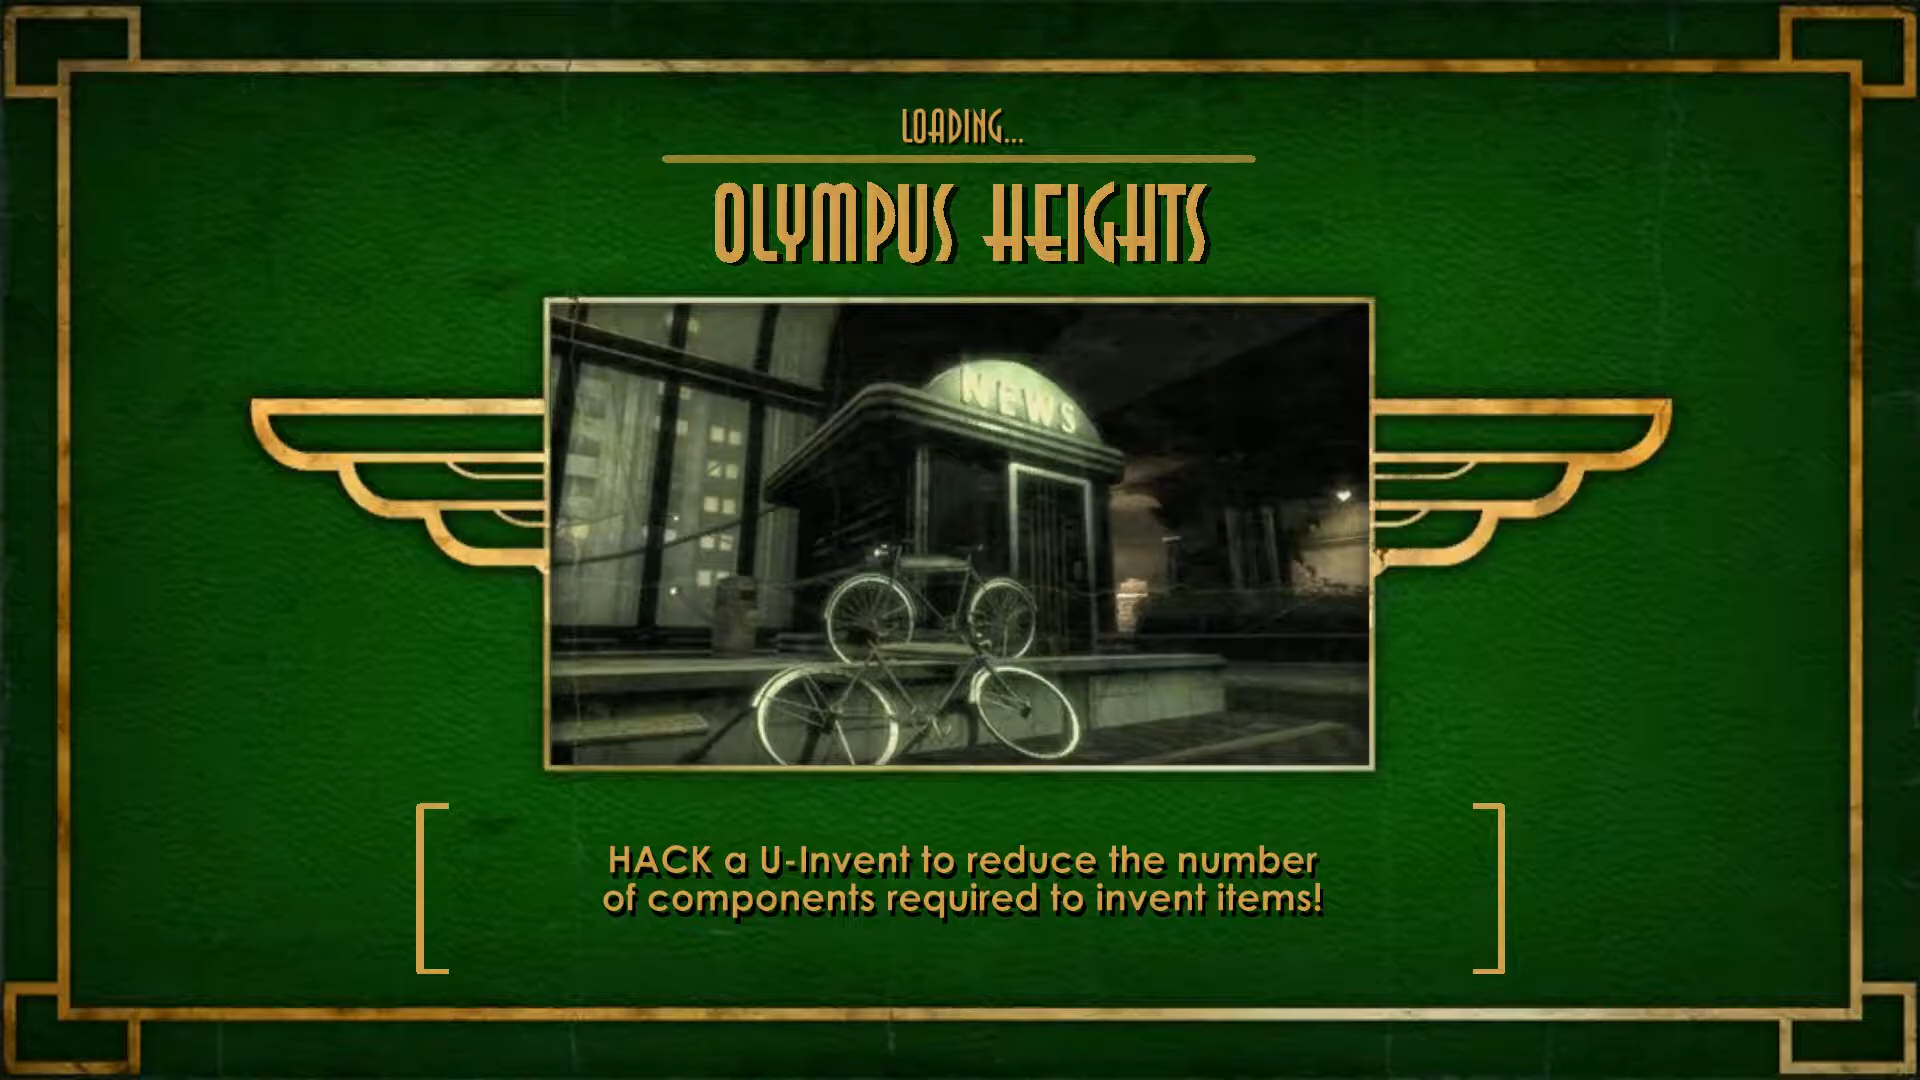 LOADING...
OLYMPUS HEIGHTS
NEWS
HACK a U-Invent to reduce the number
of components required to invent items!